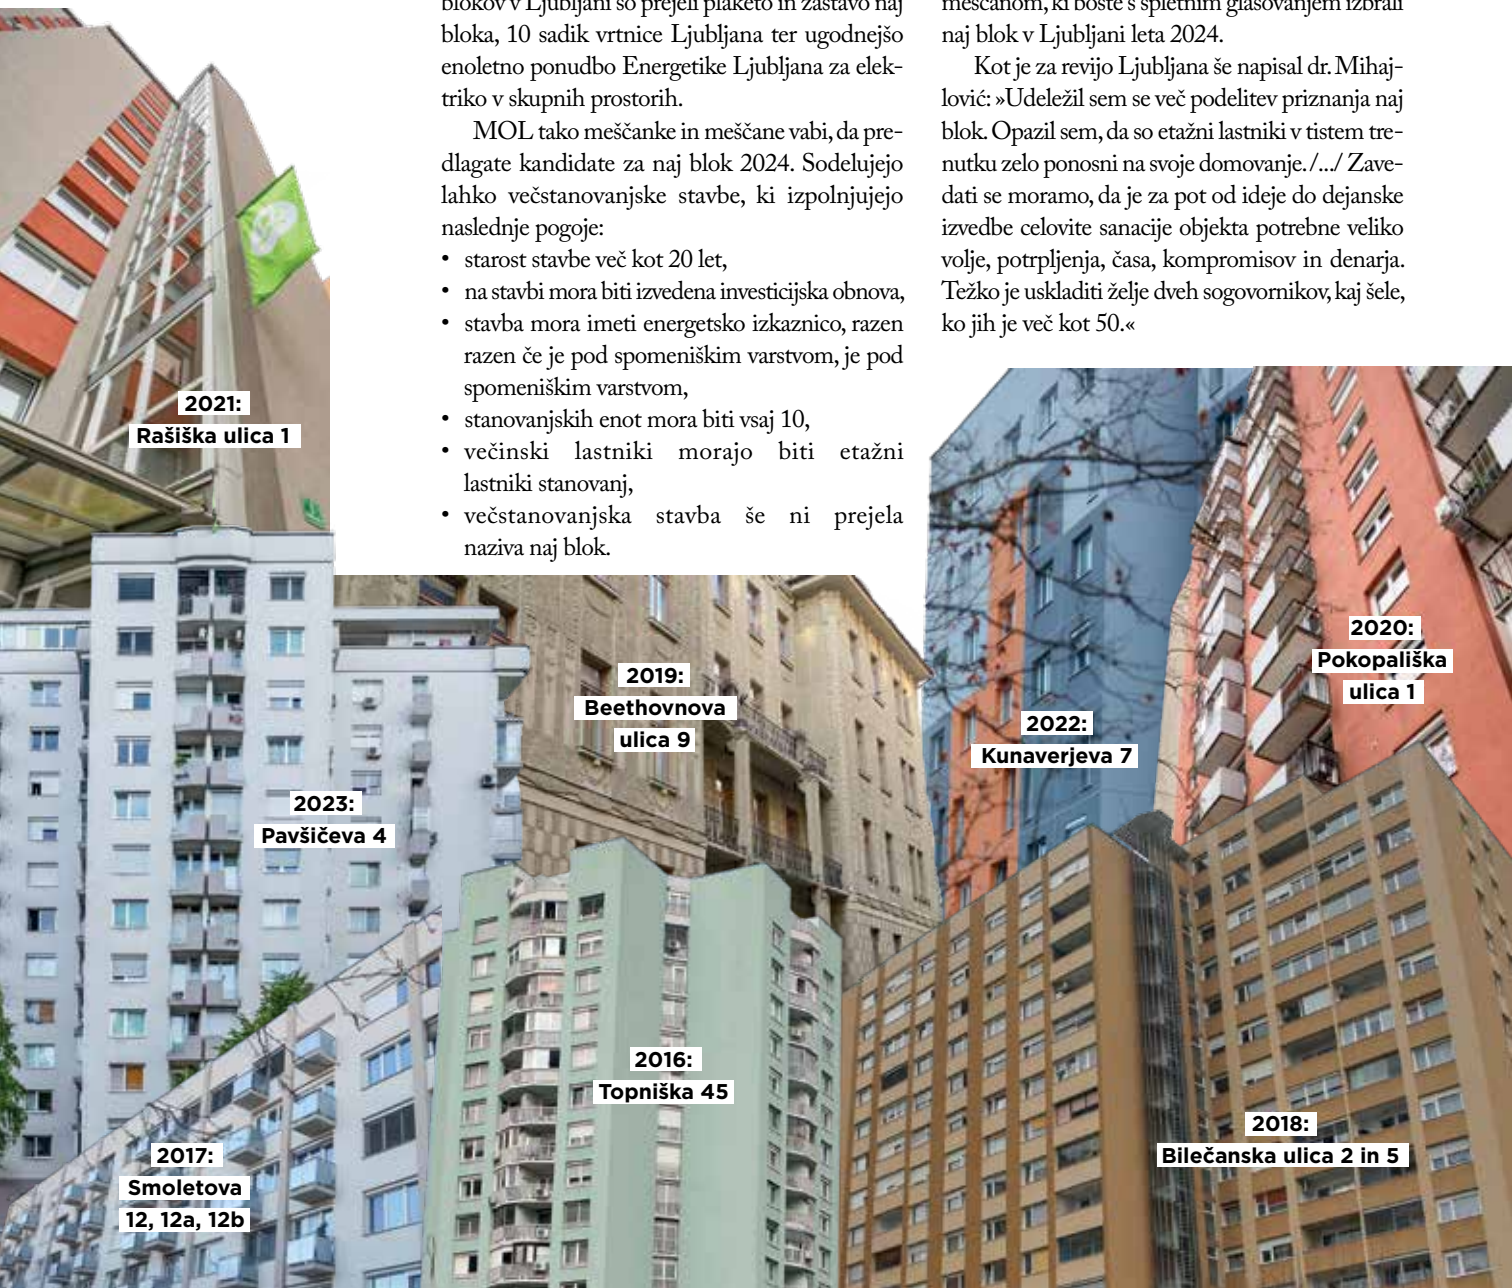 blokov v Ljubljani so prejeli plaketo in zastavo naj
bloka, 10 sadik vrtnice Ljubljana ter ugodnejšo
enoletno ponudbo Energetike Ljubljana za elek-
triko v skupnih prostorih.
MOL tako meščanke in meščane vabi, da pre-
dlagate kandidate za naj blok 2024. Sodelujejo
lahko večstanovanjske stavbe, ki izpolnjujejo
naslednje pogoje:
• starost stavbe več kot 20 let,
• na stavbi mora biti izvedena investicijska obnova,
• stavba mora imeti energetsko izkaznico, razen
razen če je pod spomeniškim varstvom, je pod
spomeniškim varstvom,
• stanovanjskih enot mora biti vsaj 10,
• večinski lastniki morajo biti etažni
lastniki stanovanj,
• večstanovanjska stavba še ni prejela
naziva naj blok.
meščanom, ki boste s spletnim glasovanjem izbrali
naj blok v Ljubljani leta 2024.
Kot je za revijo Ljubljana še napisal dr. Mihaj-
lović: »Udeležil sem se več podelitev priznanja naj
blok. Opazil sem, da so etažni lastniki v tistem tre-
nutku zelo ponosni na svoje domovanje. /.../ Zave-
dati se moramo, da je za pot od ideje do dejanske
izvedbe celovite sanacije objekta potrebne veliko
volje, potrpljenja, časa, kompromisov in denarja.
Težko je uskladiti želje dveh sogovornikov, kaj šele,
ko jih je več kot 50.«
2021:
Rašiška ulica 1
2019:
Beethovnova
ulica 9
2022:
Kunaverjeva 7
2020:
Pokopališka
ulica 1
2023:
Pavšičeva 4
2016:
Topniška 45
2017:
Smoletova
12, 12a, 12b
2018:
Bilečanska ulica 2 in 5